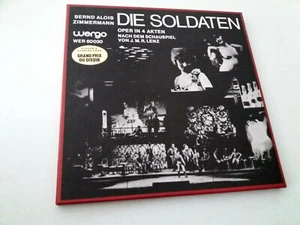 BERND ALOIS
ZIMMERMANN
DIE SOLDATEN
wergo
WER 60030
OPER IN 4 AKTEN
NACH DEM SCHAUSPIEL
VON J. M. R. LENZ
GRAND PRIX
DU DISQUE